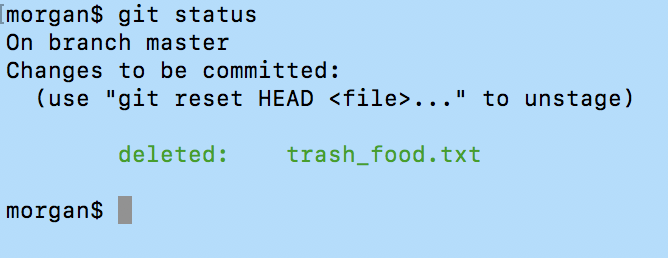 morgan$ git status
On branch master
Changes to be committed:
  (use "git reset HEAD <file>..." to unstage)
        deleted:    trash_food.txt
morgan$